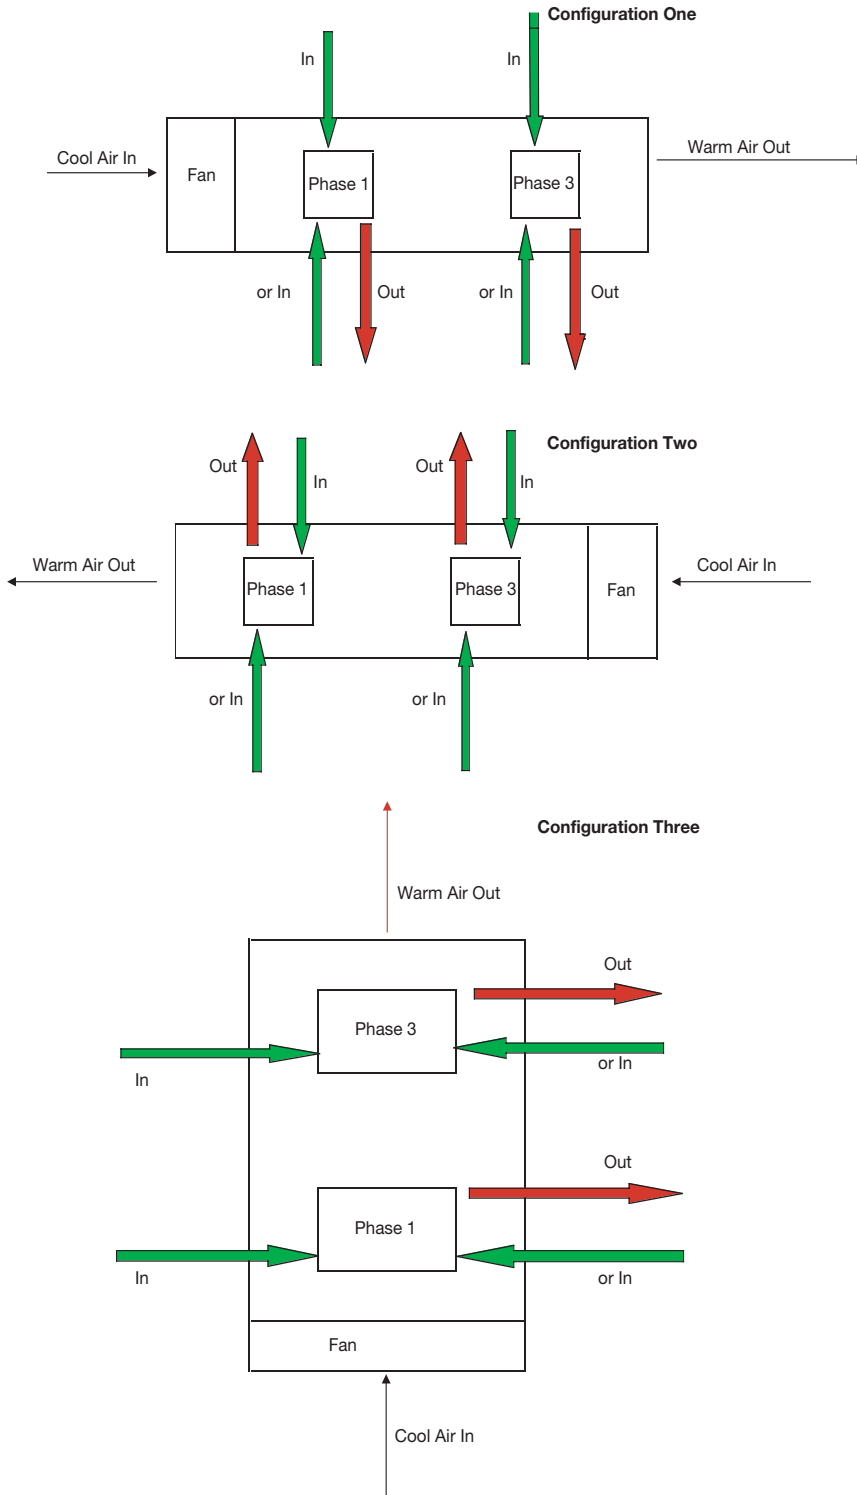 Configuration One
In
In
Cool Air In
Warm Air Out
Fan
Phase 1
Phase 3
or In
Out
or In
Out
Configuration Two
Out
In
Out
In
Warm Air Out
Cool Air In
Phase 1
Phase 3
Fan
or In
or In
Configuration Three
Warm Air Out
Out
Phase 3
In
or In
Out
Phase 1
In
or In
Fan
Cool Air In